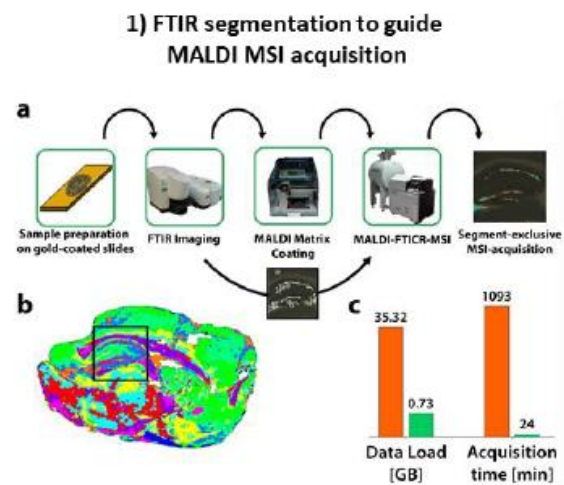 1) FTIR segmentation to guide
MALDI MSI acquisition
a
Sample preparation
on gold-coated slides
FTIR Imaging
MALDI Matrix
Coating
MALDI-FTICR-MSI
Segment-exclusive
MSI-acquisition
b
c
35.32
0.73
Data Load
[GB]
1093
24
Acquisition
time [min]